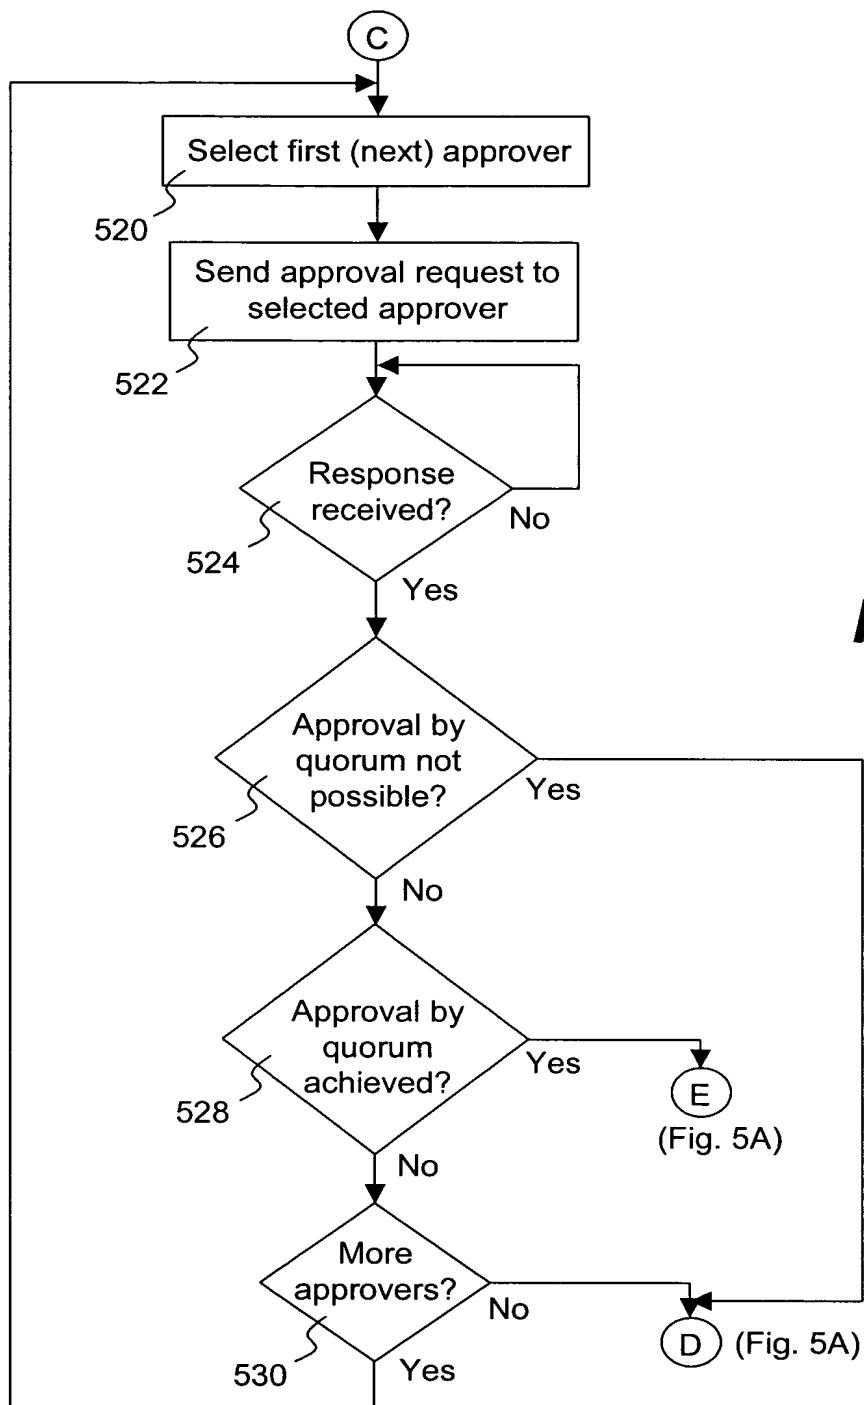 C
Select first (next) approver
520
Send approval request to
selected approver
522
Response
received?
No
524
Yes
Approval by
quorum not
possible?
Yes
526
No
Approval by
quorum
achieved?
Yes
528
E
(Fig. 5A)
No
More
approvers?
No
D (Fig. 5A)
530
Yes